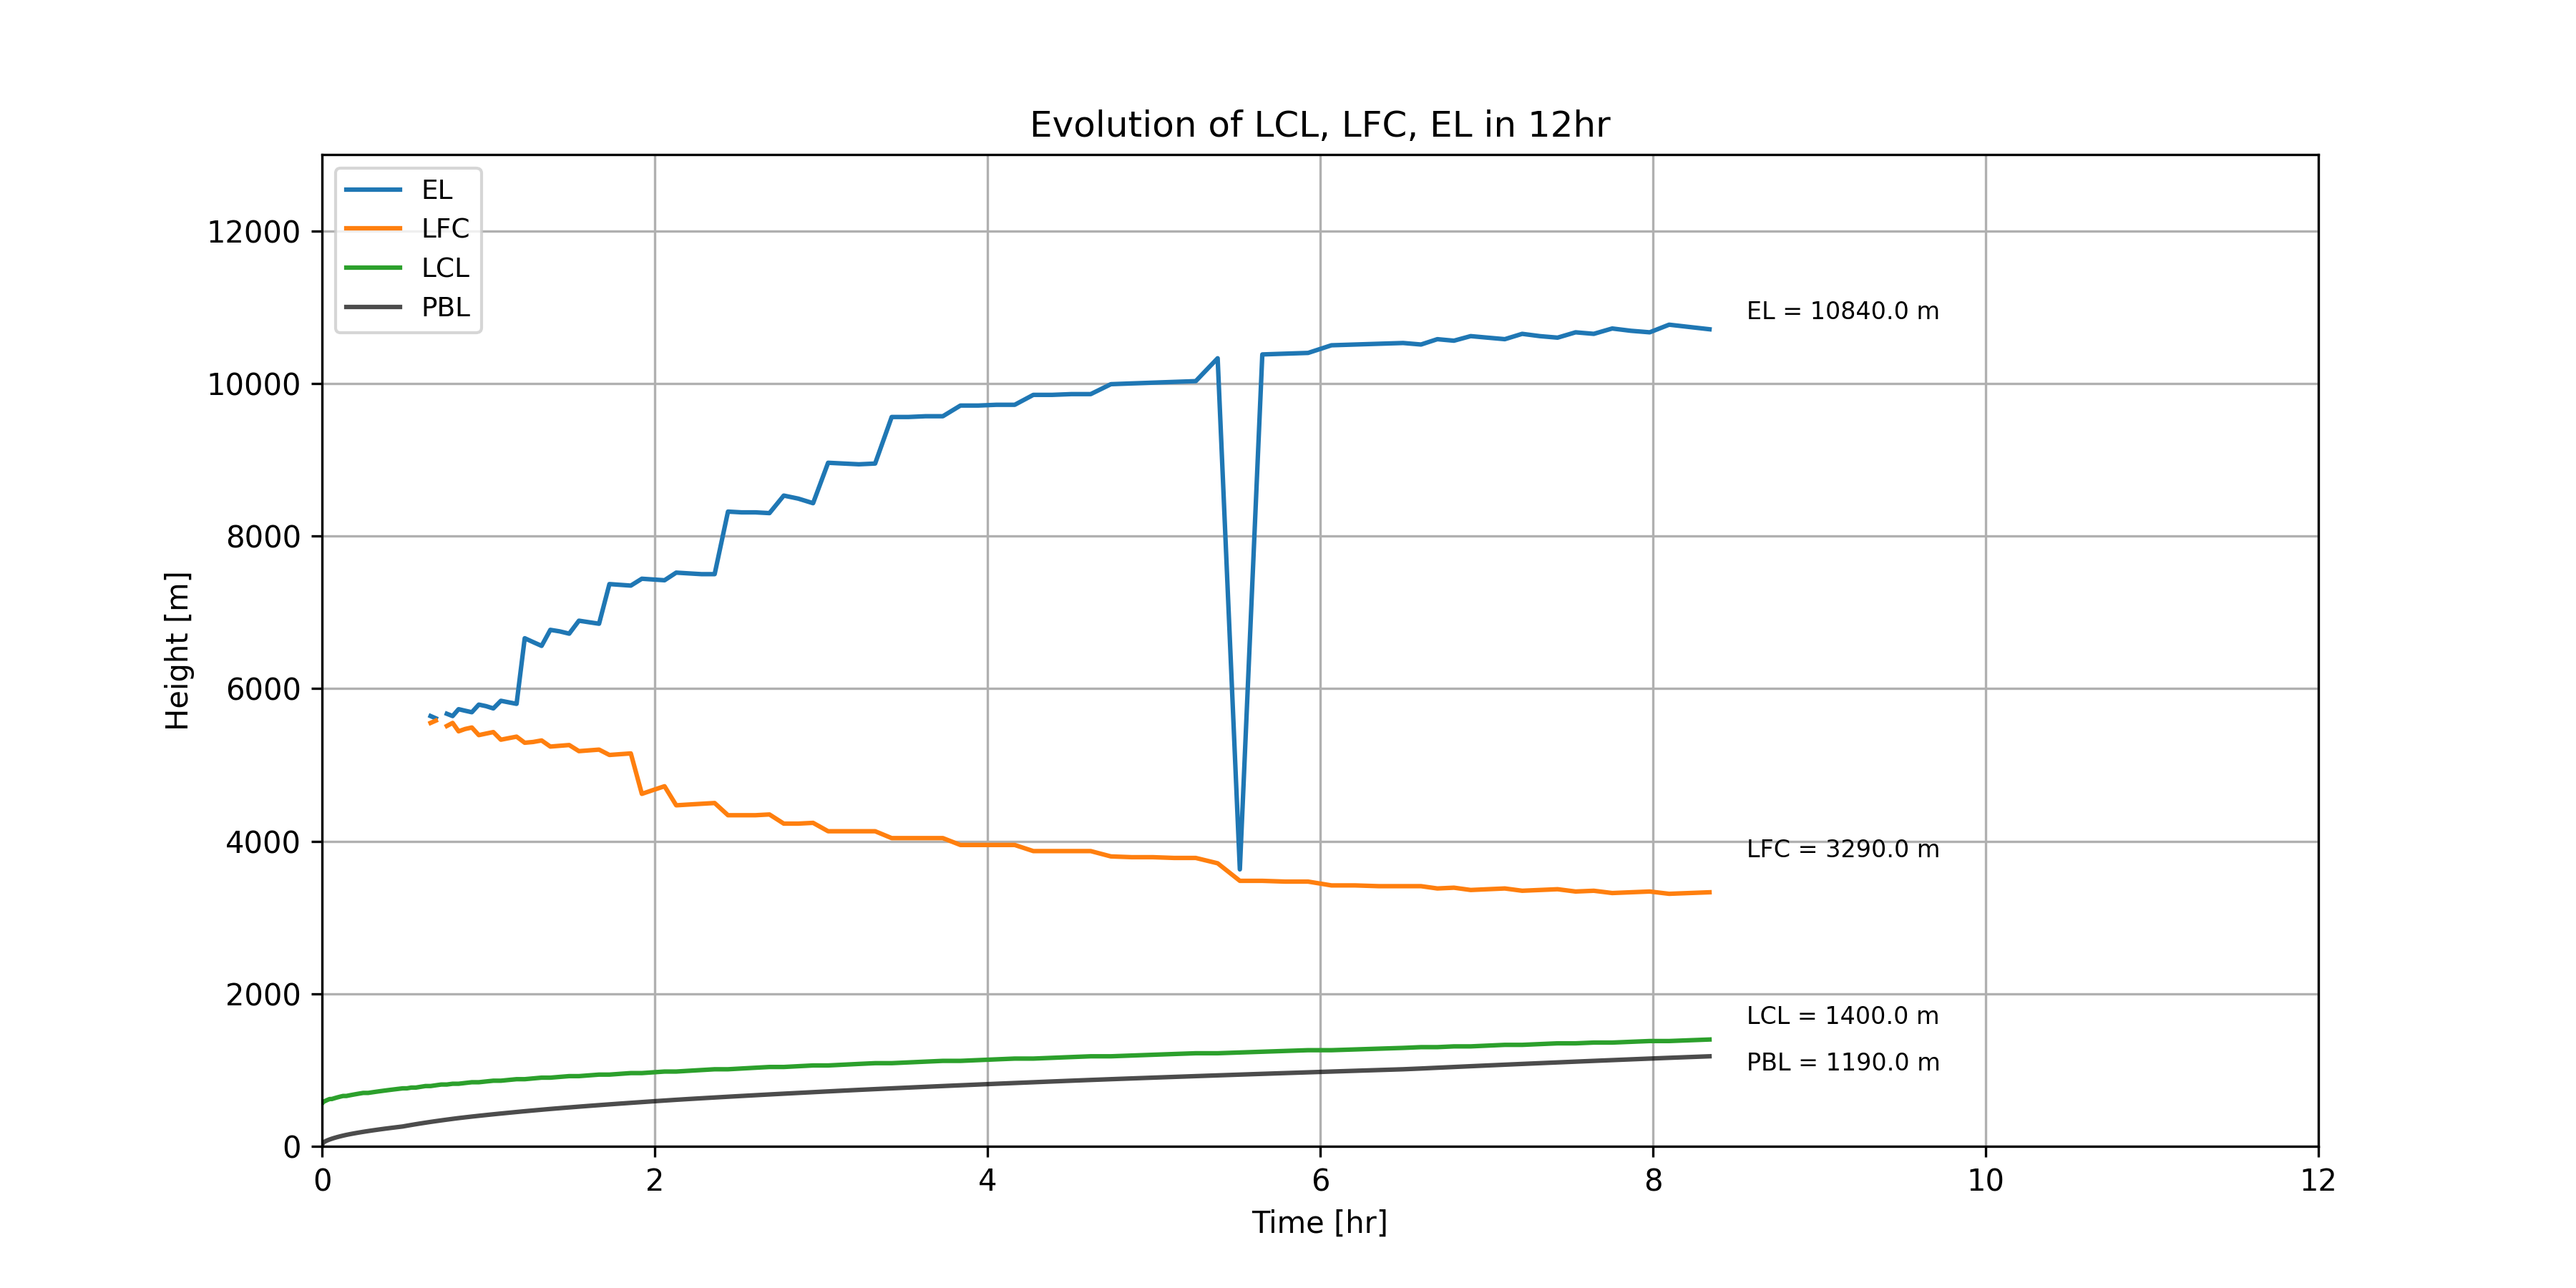 Evolution of LCL, LFC, EL in 12hr
EL
LFC
LCL
PBL
12000
10000
8000
6000
4000
2000
0
Height [m]
EL = 10840.0 m
LFC = 3290.0 m
LCL = 1400.0 m
PBL = 1190.0 m
0 2 4 6 8 10 12
Time [hr]